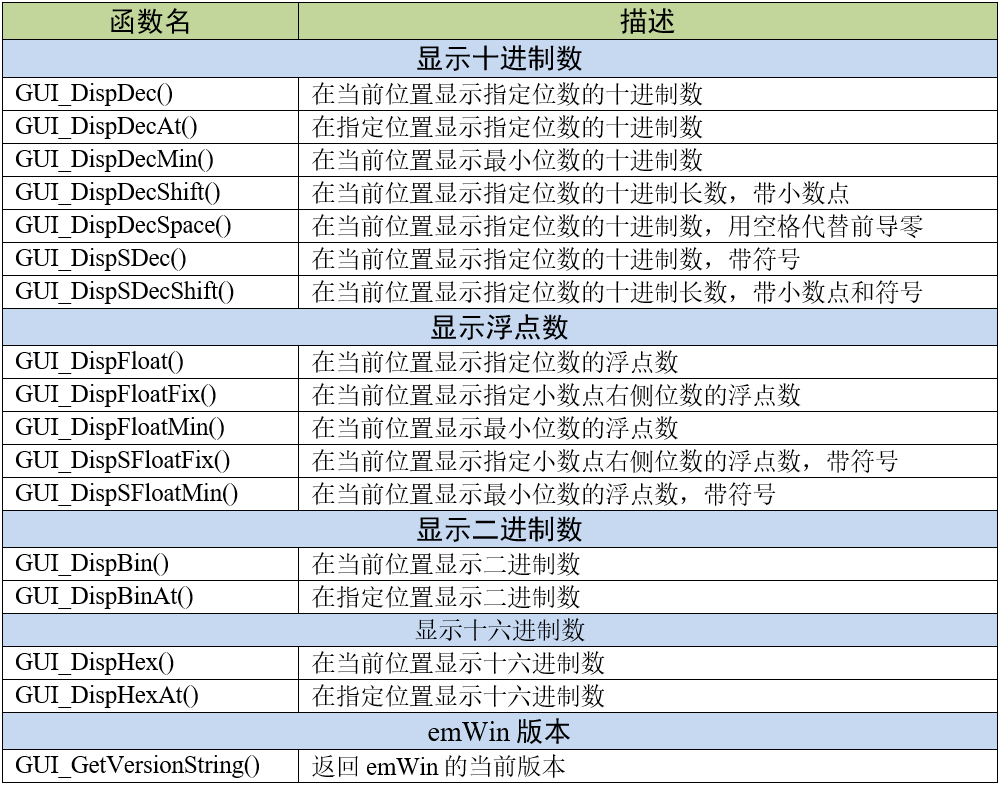 函数名 描述
显示十进制数
GUI_DispDec() 在当前位置显示指定位数的十进制数
GUI_DispDecAt() 在指定位置显示指定位数的十进制数
GUI_DispDecMin() 在当前位置显示最小位数的十进制数
GUI_DispDecShift() 在当前位置显示指定位数的十进制长数，带小数点
GUI_DispDecSpace() 在当前位置显示指定位数的十进制数，用空格代替前导零
GUI_DispSDec() 在当前位置显示指定位数的十进制数，带符号
GUI_DispSDecShift() 在当前位置显示指定位数的十进制长数，带小数点和符号
显示浮点数
GUI_DispFloat() 在当前位置显示指定位数的浮点数
GUI_DispFloatFix() 在当前位置显示指定小数点右侧位数的浮点数
GUI_DispFloatMin() 在当前位置显示最小位数的浮点数
GUI_DispSFloatFix() 在当前位置显示指定小数点右侧位数的浮点数，带符号
GUI_DispSFloatMin() 在当前位置显示最小位数的浮点数，带符号
显示二进制数
GUI_DispBin() 在当前位置显示二进制数
GUI_DispBinAt() 在指定位置显示二进制数
显示十六进制数
GUI_DispHex() 在当前位置显示十六进制数
GUI_DispHexAt() 在指定位置显示十六进制数
emWin 版本
GUI_GetVersionString() 返回 emWin 的当前版本